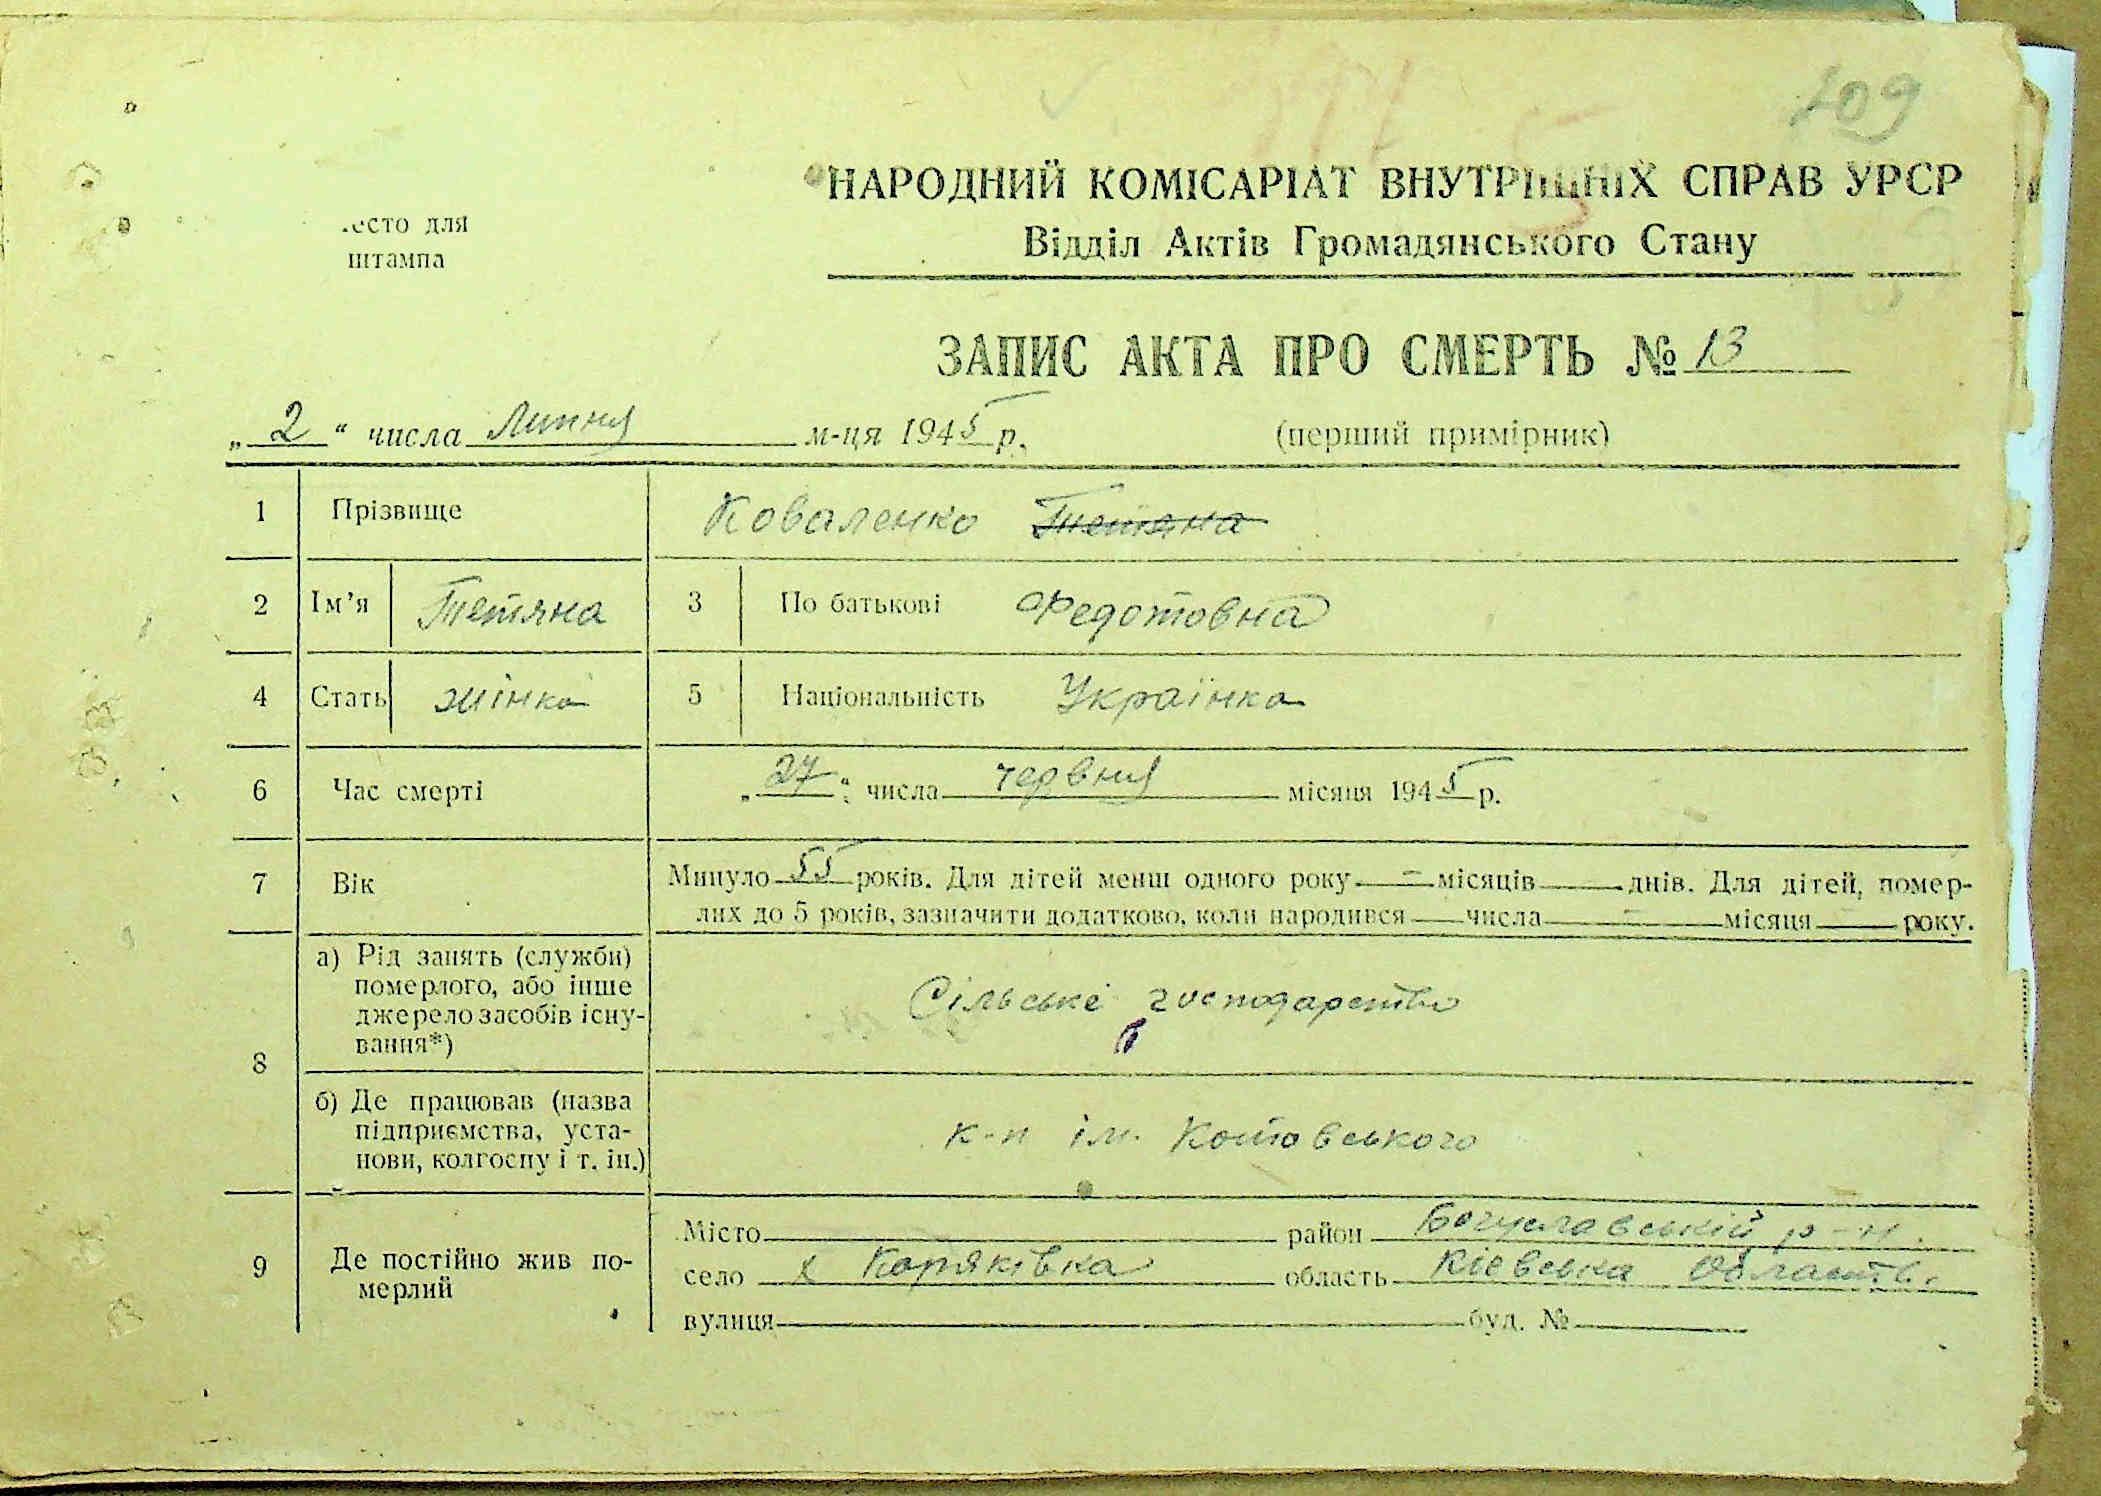 109
НАРОДНИЙ КОМІСАРІАТ ВНУТРІШНІХ СПРАВ УРСР
Відділ Актів Громадянського Стану
есто для
штампа
ЗАПИС АКТА ПРО СМЕРТЬ № 13
„ 2 “ числа Липня м-ця 1945 р. (перший примірник)
1 Прізвище Коваленко Тетяна
2 Ім’я Тетяна 3 По батькові Федотовна
4 Стать жінка 5 Національність Українка
6 Час смерті „ 27 “ числа червня місяця 1945 р.
7 Вік Минуло 55 років. Для дітей менш одного року — місяців — днів. Для дітей, помер-
лих до 5 років, зазначити додатково, коли народився — числа — місяця — року.
8 а) Рід занять (служби)
померлого, або інше
джерело засобів існу-
вання*)
Сільське господарство
б) Де працював (назва
підприємства, уста-
нови, колгоспу і т. ін.)
к-п ім. Котовського
9 Де постійно жив по-
мерлий
Місто район Богуславській р-н.
село х Коряківка область Кієвська область.
вулиця буд. №